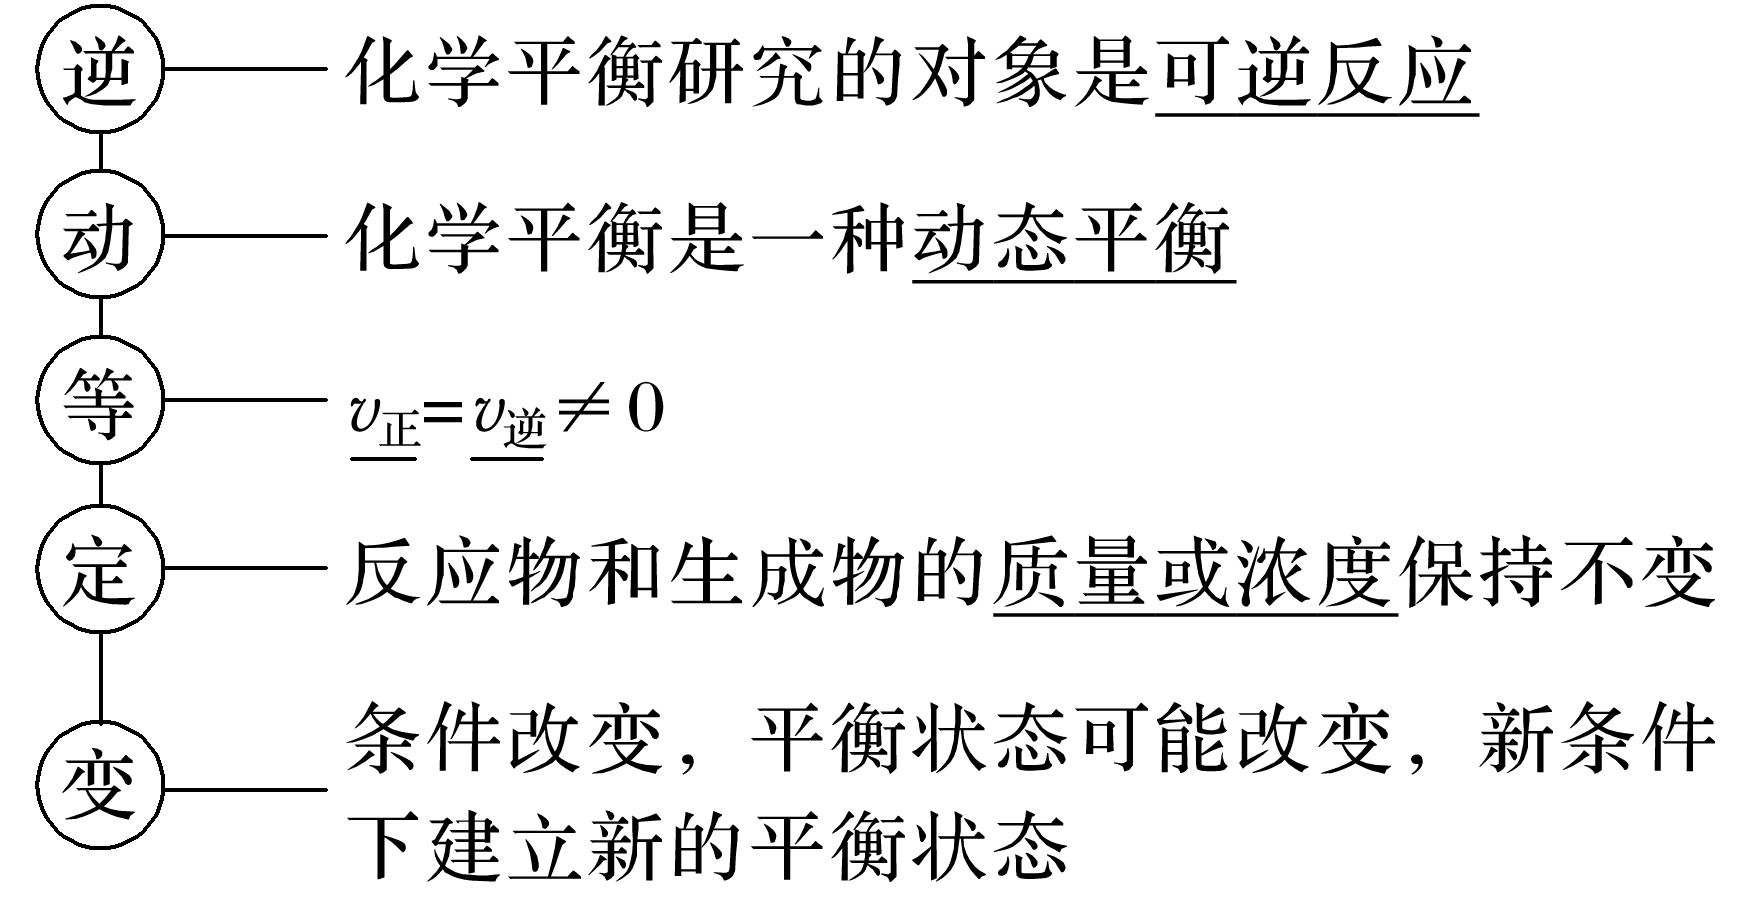 逆 化学平衡研究的对象是可逆反应
动 化学平衡是一种动态平衡
等 v正=v逆≠0
定 反应物和生成物的质量或浓度保持不变
变 条件改变，平衡状态可能改变，新条件
下建立新的平衡状态